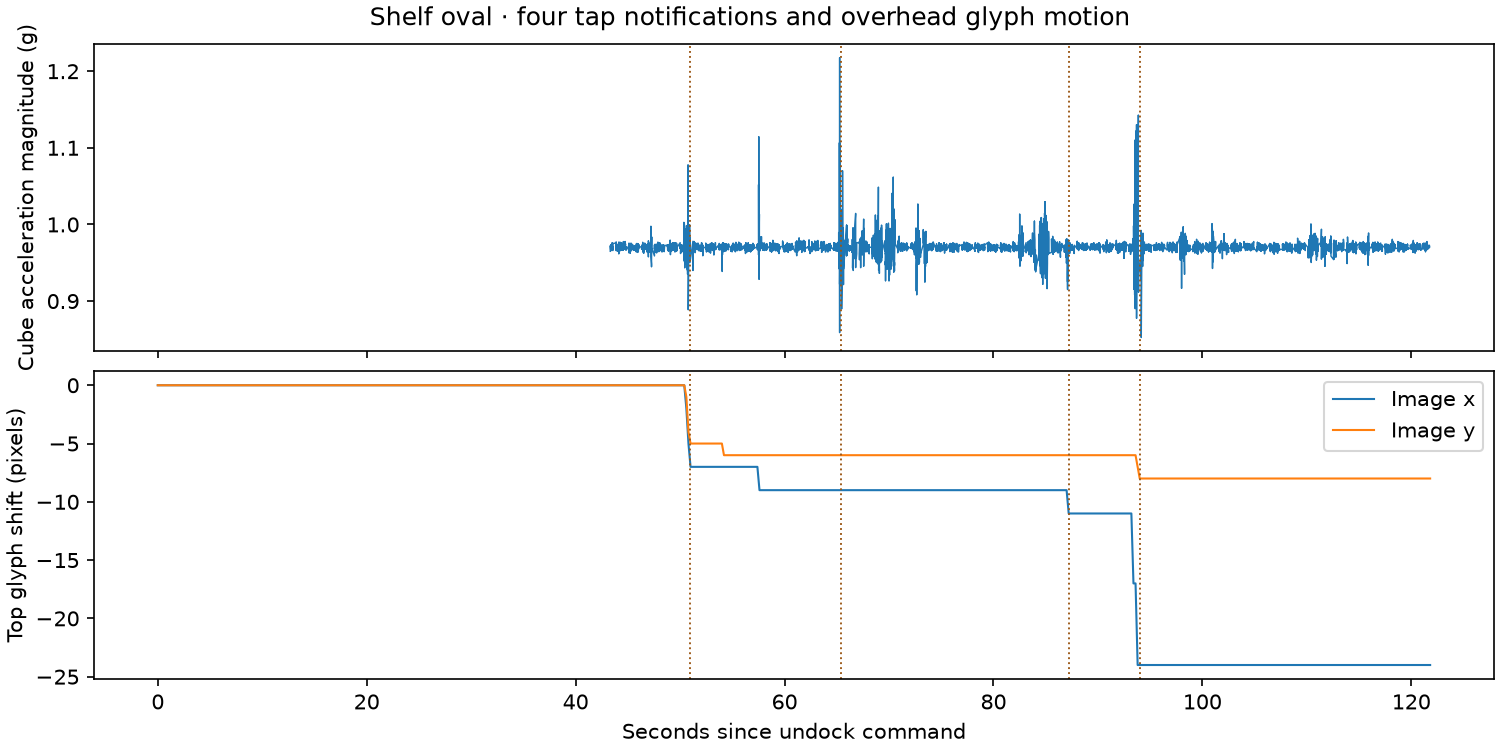 Shelf oval · four tap notifications and overhead glyph motion
Cube acceleration magnitude (g)
1.2
1.1
1.0
0.9
Top glyph shift (pixels)
0
−5
−10
−15
−20
−25
Image x
Image y
0 20 40 60 80 100 120
Seconds since undock command